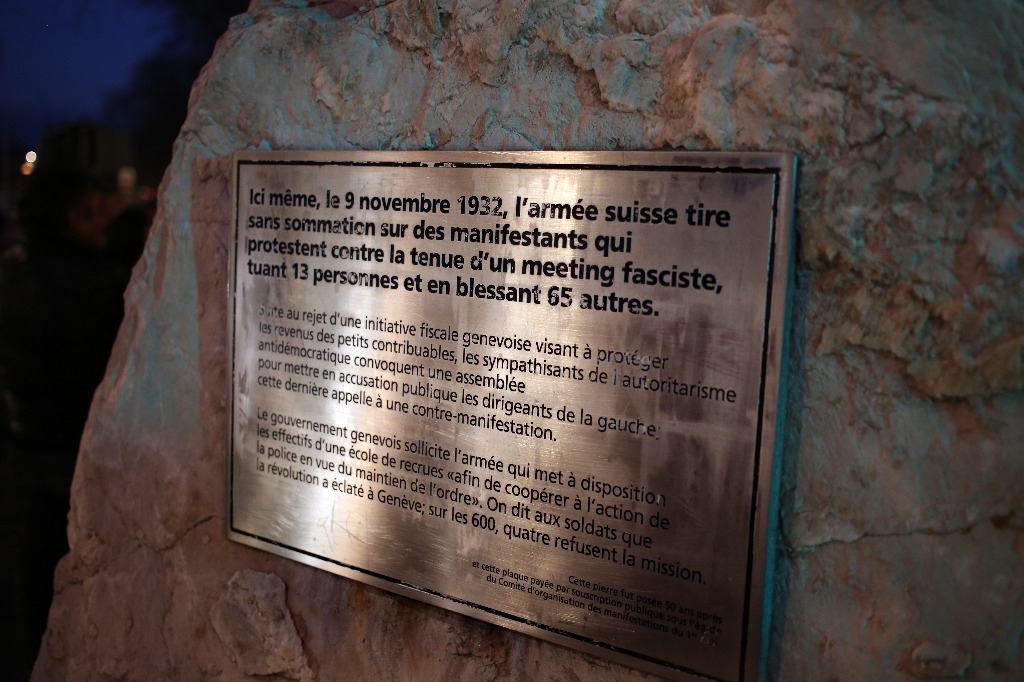 Ici même, le 9 novembre 1932, l'armée suisse tire
sans sommation sur des manifestants qui
protestent contre la tenue d'un meeting fasciste,
tuant 13 personnes et en blessant 65 autres.
Suite au rejet d'une initiative fiscale genevoise visant à protéger
les revenus des petits contribuables, les sympathisants de l'autoritarisme
antidémocratique convoquent une assemblée
pour mettre en accusation publique les dirigeants de la gauche;
cette dernière appelle à une contre-manifestation.
Le gouvernement genevois sollicite l'armée qui met à disposition
les effectifs d'une école de recrues «afin de coopérer à l'action de
la police en vue du maintien de l'ordre». On dit aux soldats que
la révolution a éclaté à Genève; sur les 600, quatre refusent la mission.
Cette pierre fut posée 50 ans après
et cette plaque payée par souscription publique sous l'ég-de
du Comité d'organisation des manifestations du 1er